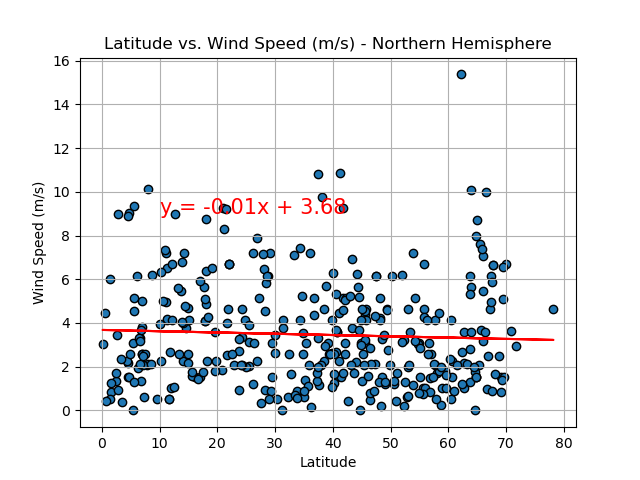 Latitude vs. Wind Speed (m/s) - Northern Hemisphere
16
14
12
10
8
6
4
2
0
Wind Speed (m/s)
y = -0.01x + 3.68
0 10 20 30 40 50 60 70 80
Latitude